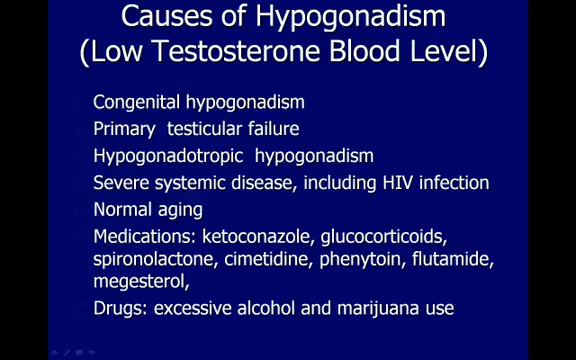 Causes of Hypogonadism
(Low Testosterone Blood Level)
Congenital hypogonadism
Primary testicular failure
Hypogonadotropic hypogonadism
Severe systemic disease, including HIV infection
Normal aging
Medications: ketoconazole, glucocorticoids,
spironolactone, cimetidine, phenytoin, flutamide,
megesterol,
Drugs: excessive alcohol and marijuana use